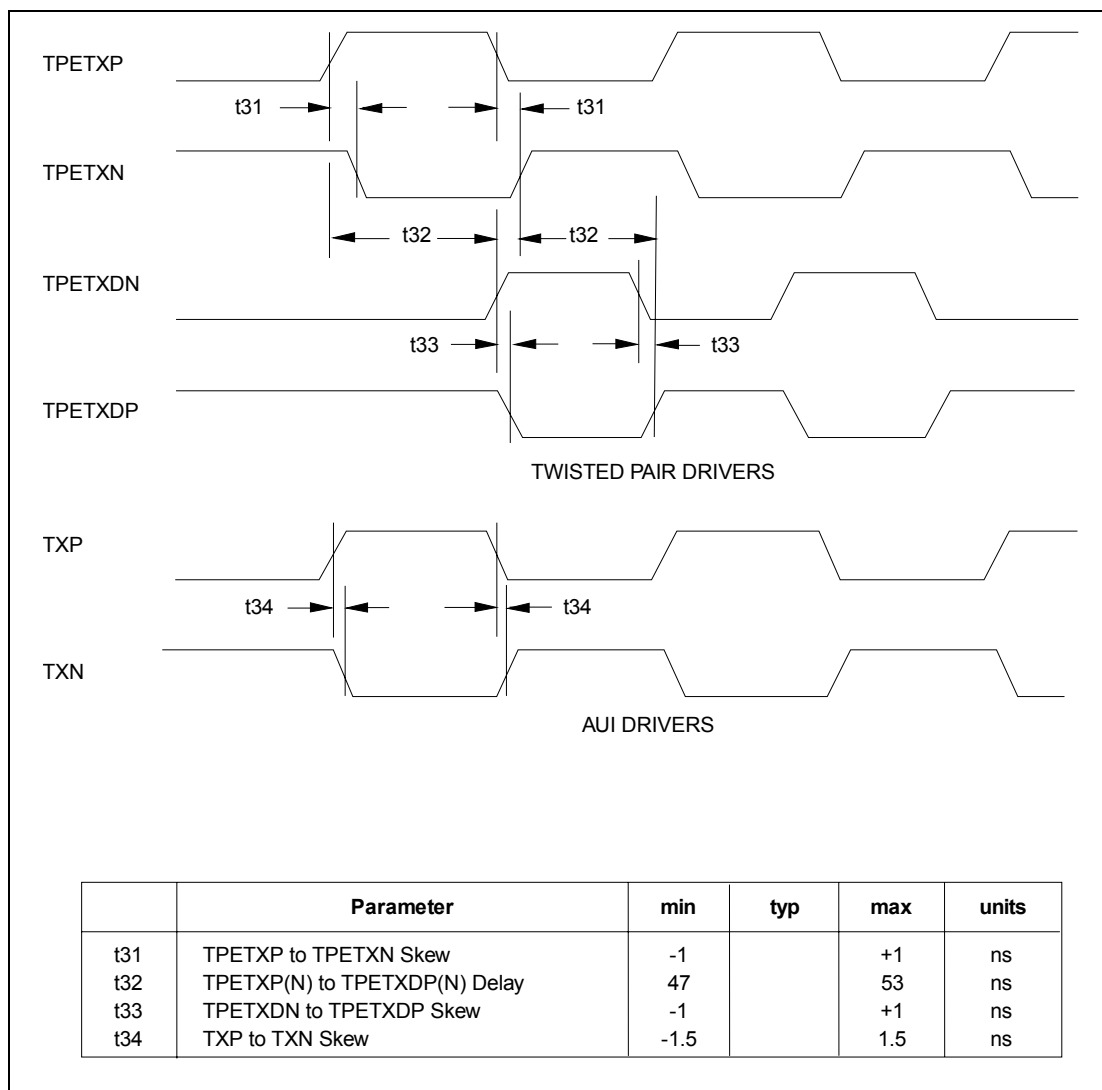 TPETXP
t31 t31
TPETXN
t32 t32
TPETXDN
t33 t33
TPETXDP
TWISTED PAIR DRIVERS
TXP
t34 t34
TXN
AUI DRIVERS
Parameter min typ max units
t31 TPETXP to TPETXN Skew -1 +1 ns
t32 TPETXP(N) to TPETXDP(N) Delay 47 53 ns
t33 TPETXDN to TPETXDP Skew -1 +1 ns
t34 TXP to TXN Skew -1.5 1.5 ns